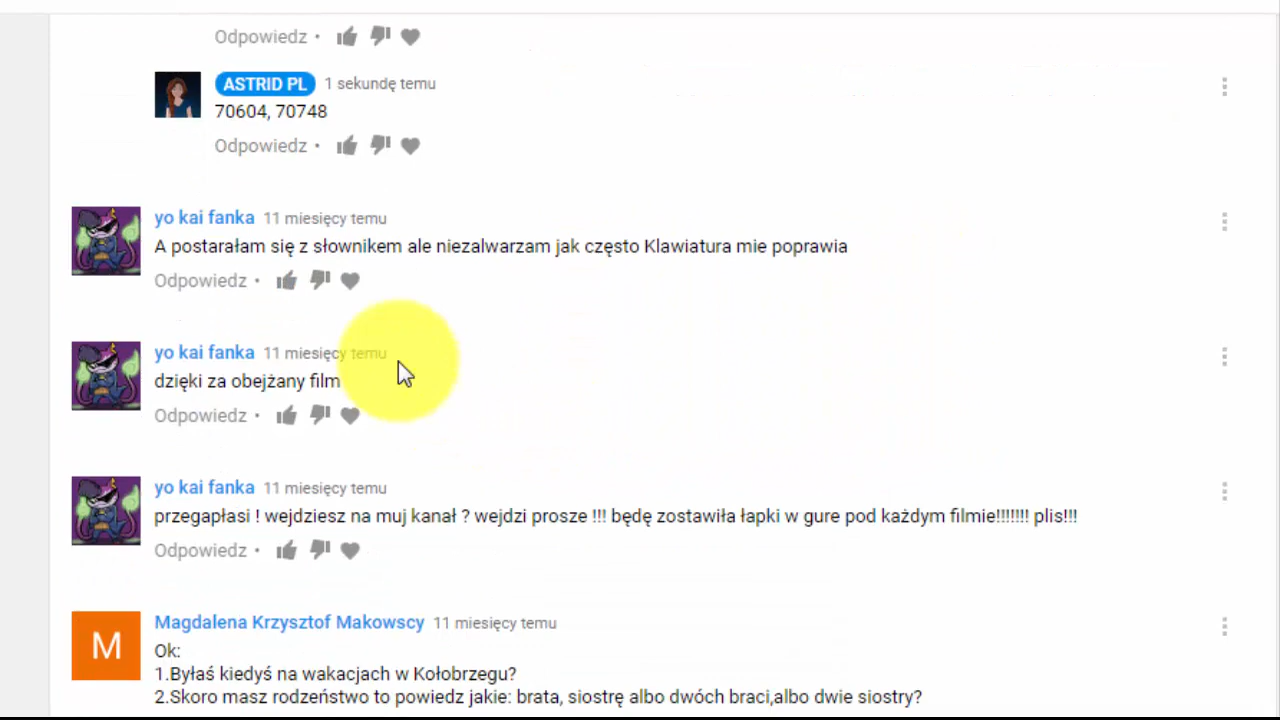 Odpowiedz •
ASTRID PL 1 sekundę temu
70604, 70748
Odpowiedz •
yo kai fanka 11 miesięcy temu
A postarałam się z słownikem ale niezalwarzam jak często Klawiatura mie poprawia
Odpowiedz •
yo kai fanka 11 miesięcy temu
dzięki za obejżany film
Odpowiedz •
yo kai fanka 11 miesięcy temu
przegapłasi ! wejdziesz na muj kanał ? wejdzi prosze !!! będę zostawiła łapki w gure pod każdym filmie!!!!!!! plis!!!
Odpowiedz •
M
Magdalena Krzysztof Makowscy 11 miesięcy temu
Ok:
1.Byłaś kiedyś na wakacjach w Kołobrzegu?
2.Skoro masz rodzeństwo to powiedz jakie: brata, siostrę albo dwóch braci,albo dwie siostry?